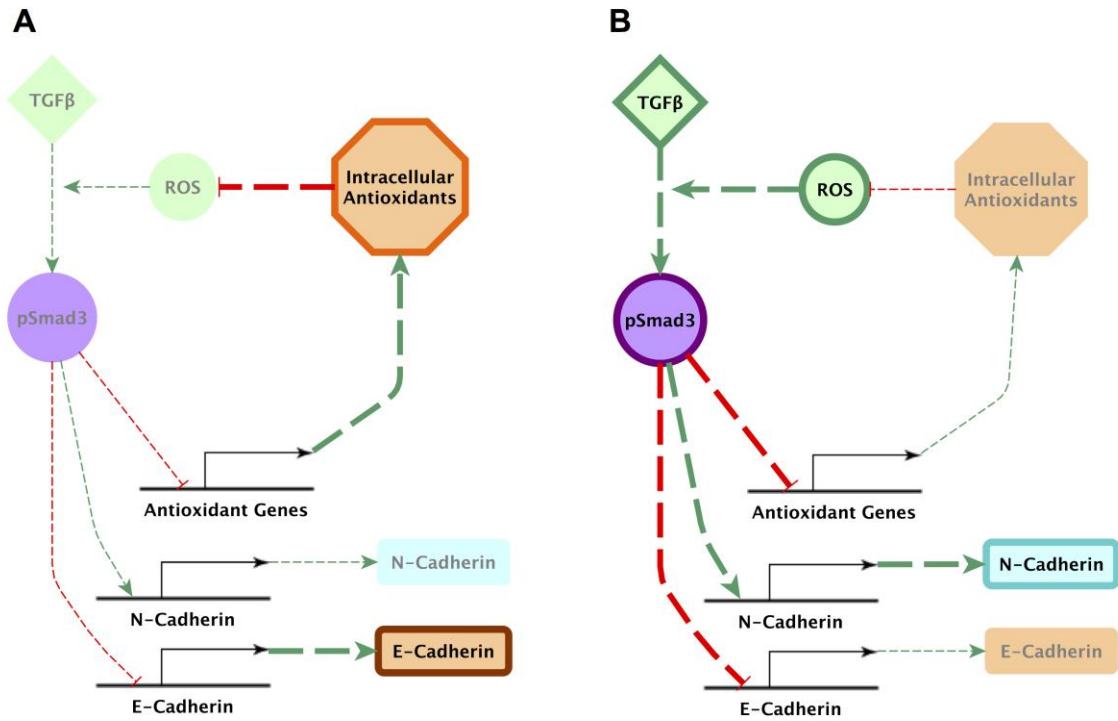 A
TGFβ
ROS
Intracellular
Antioxidants
pSmad3
Antioxidant Genes
N-Cadherin
N-Cadherin
E-Cadherin
E-Cadherin
B
TGFβ
ROS
Intracellular
Antioxidants
pSmad3
Antioxidant Genes
N-Cadherin
N-Cadherin
E-Cadherin
E-Cadherin